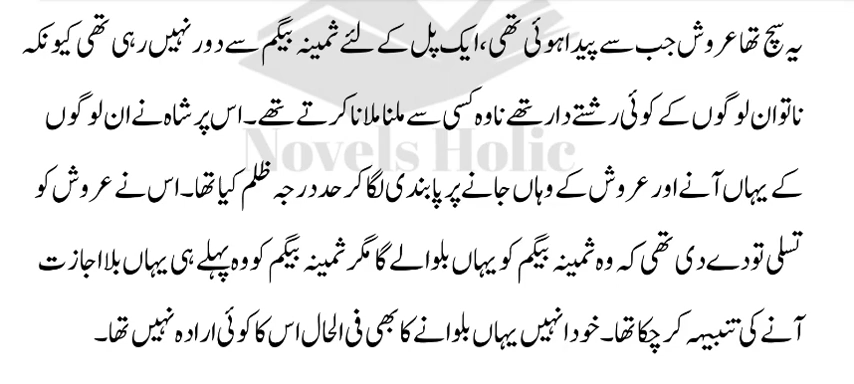 یہ سچ تھا عروش جب سے پیدا ہوئی تھی، ایک پل کے لئے ثمینہ بیگم سے دور نہیں رہی تھی کیونکہ
نا تو ان لوگوں کے کوئی رشتے دار تھے نا وہ کسی سے ملنا ملانا کرتے تھے۔ اس پر شاہ نے ان لوگوں
Novels Holic
کے یہاں آنے اور عروش کے وہاں جانے پر پابندی لگا کر حد درجہ ظلم کیا تھا۔ اس نے عروش کو
تسلی تو دے دی تھی کہ وہ ثمینہ بیگم کو یہاں بلوالے گا مگر ثمینہ بیگم کو وہ پہلے ہی یہاں بلا اجازت
آنے کی تنبیہہ کر چکا تھا۔ خود انہیں یہاں بلوانے کا بھی فی الحال اس کا کوئی ارادہ نہیں تھا۔